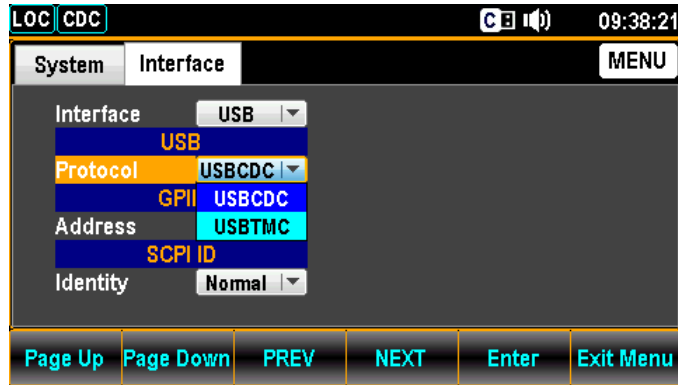 LOC CDC C 09:38:21
System Interface MENU
Interface USB
USB
Protocol USBCDC
GPII USBCDC
Address USBTMC
SCPI ID
Identity Normal
Page Up Page Down PREV NEXT Enter Exit Menu